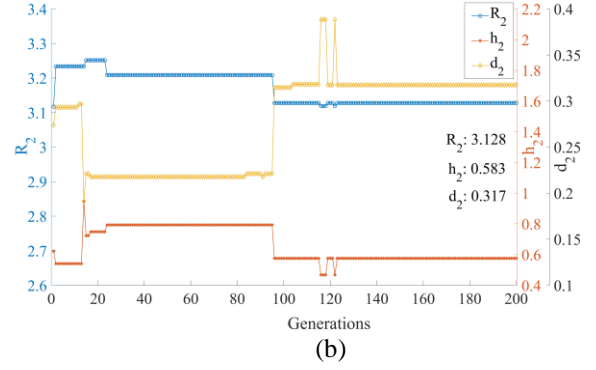 3.4
3.3
3.2
3.1
3
2.9
2.8
2.7
2.6
R2
0 20 40 60 80 100 120 140 160 180 200
Generations
2.2
2
1.8
1.6
1.4
1.2
1
0.8
0.6
0.4
h2
0.4
0.35
0.3
0.25
0.2
0.15
0.1
d2
R2
h2
d2
R2: 3.128
h2: 0.583
d2: 0.317
(b)